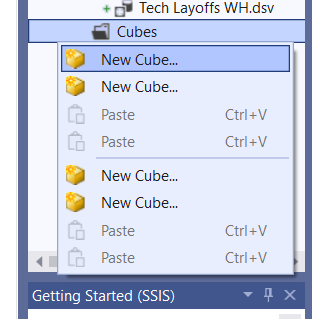 Tech Layoffs WH.dsv
Cubes
New Cube...
New Cube...
Paste Ctrl+V
Paste Ctrl+V
New Cube...
New Cube...
Paste Ctrl+V
Paste Ctrl+V
Getting Started (SSIS)